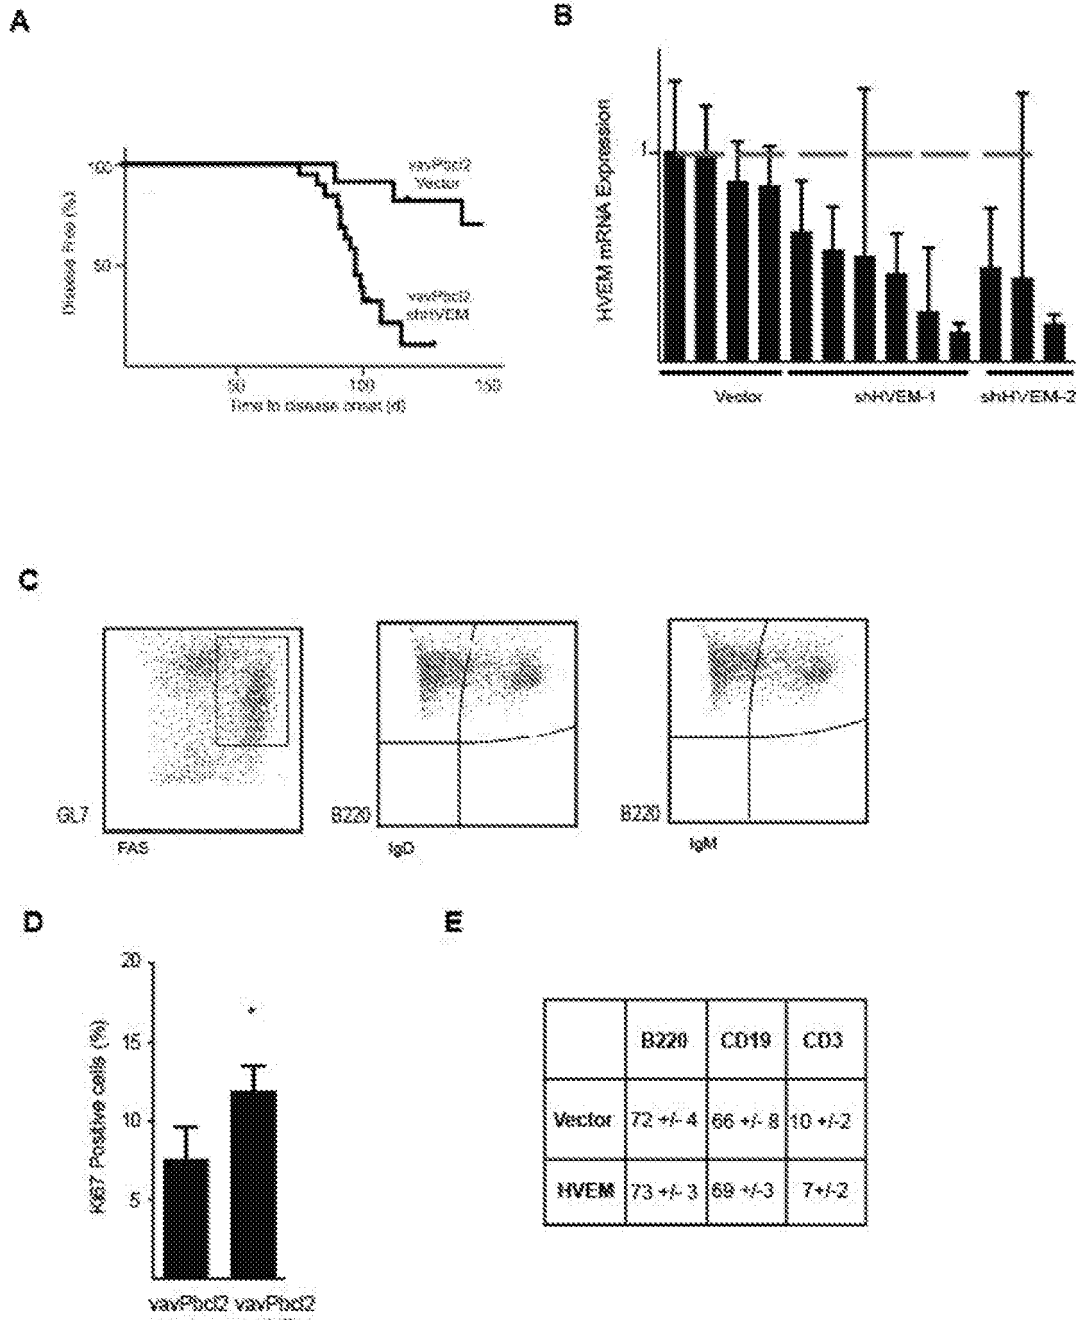 A
B
100
50
Disease Free (%)
vavPbcl2
Vector
vavPbcl2
shHVEM
50 100 150
Time to disease onset (d)
HVEM mRNA Expression
1
Vector shHVEM-1 shHVEM-2
C
GL7
FAS
B220
IgD
B220
IgM
D
E
20
15
10
5
Ki67 Positive cells (%)
*
vavPbcl2 vavPbcl2
B220 CD19 CD3
Vector 72 +/- 4 66 +/- 8 10 +/-2
HVEM 73 +/- 3 69 +/-3 7+/-2